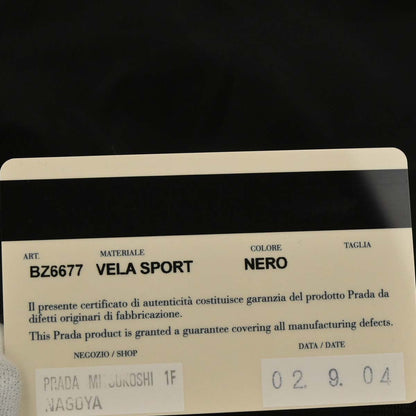 ART. MATERIALE COLORE TAGLIA
BZ6677 VELA SPORT NERO
Il presente certificato di autenticità costituisce garanzia del prodotto Prada da
difetti originari di fabbricazione.
This Prada product is granted a guarantee covering all manufacturing defects.
NEGOZIO / SHOP DATA / DATE
PRADA 1F 02. 9. 04
NAGOYA